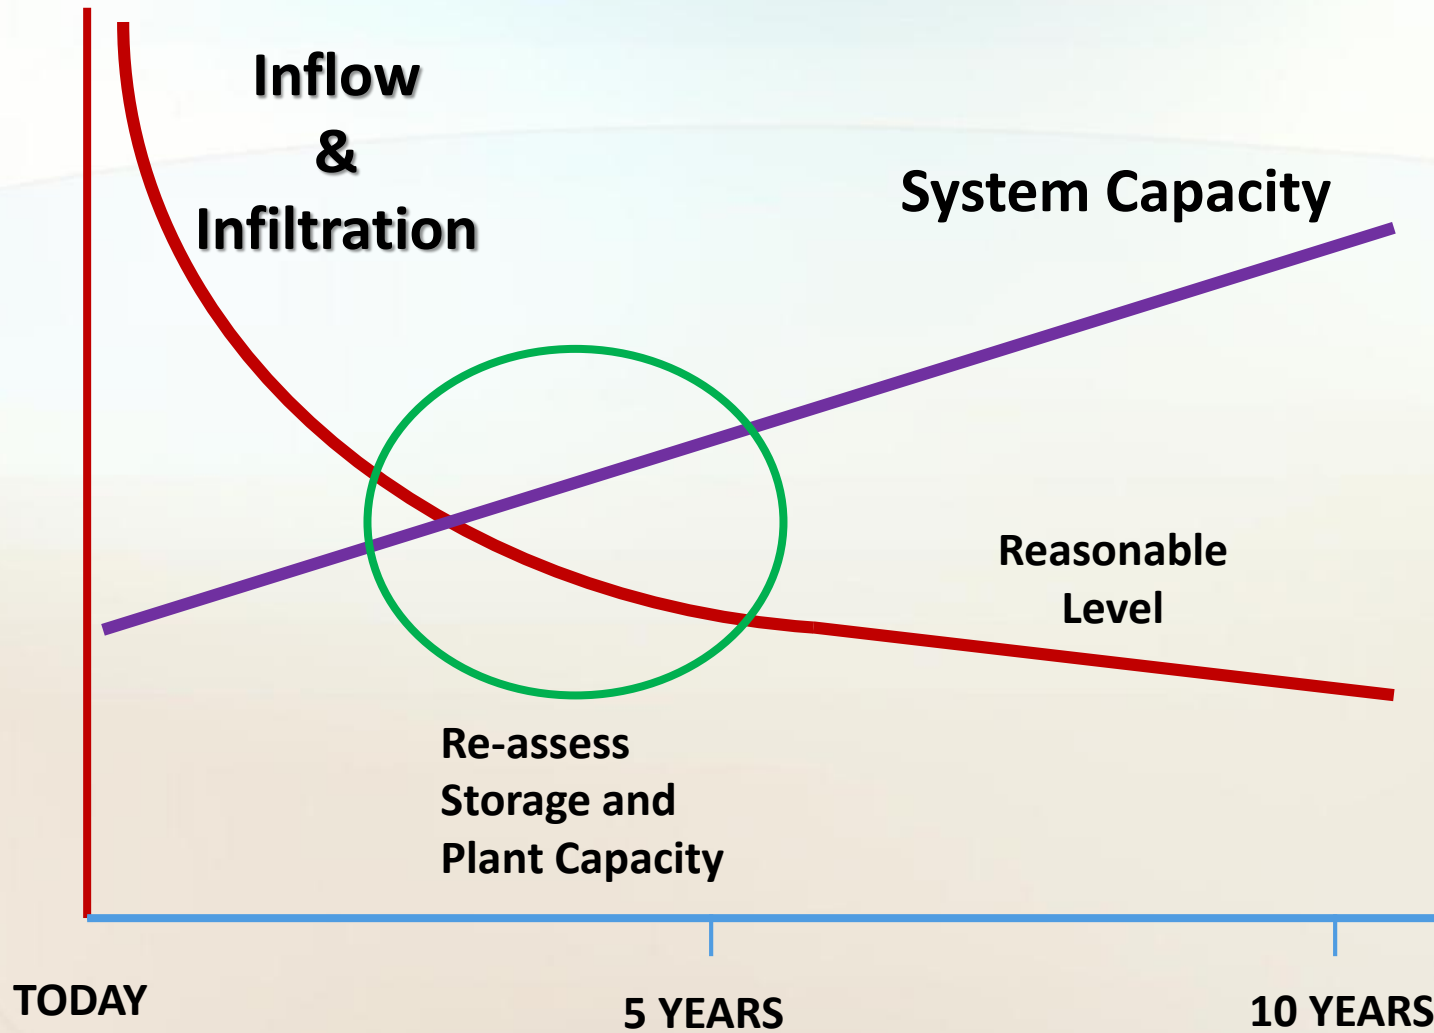 Inflow
&
Infiltration
System Capacity
Reasonable
Level
Re-assess
Storage and
Plant Capacity
TODAY
5 YEARS
10 YEARS